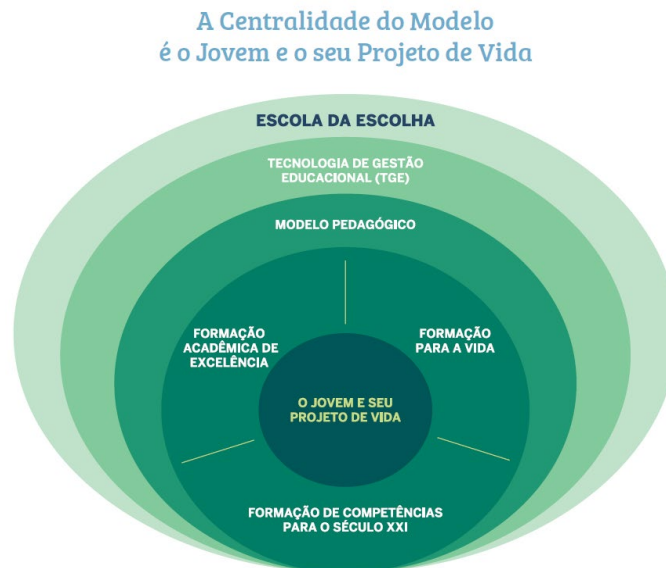 A Centralidade do Modelo
é o Jovem e o seu Projeto de Vida
ESCOLA DA ESCOLHA
TECNOLOGIA DE GESTÃO
EDUCACIONAL (TGE)
MODELO PEDAGÓGICO
FORMAÇÃO
ACADÊMICA DE
EXCELÊNCIA
FORMAÇÃO
PARA A VIDA
O JOVEM E SEU
PROJETO DE VIDA
FORMAÇÃO DE COMPETÊNCIAS
PARA O SÉCULO XXI